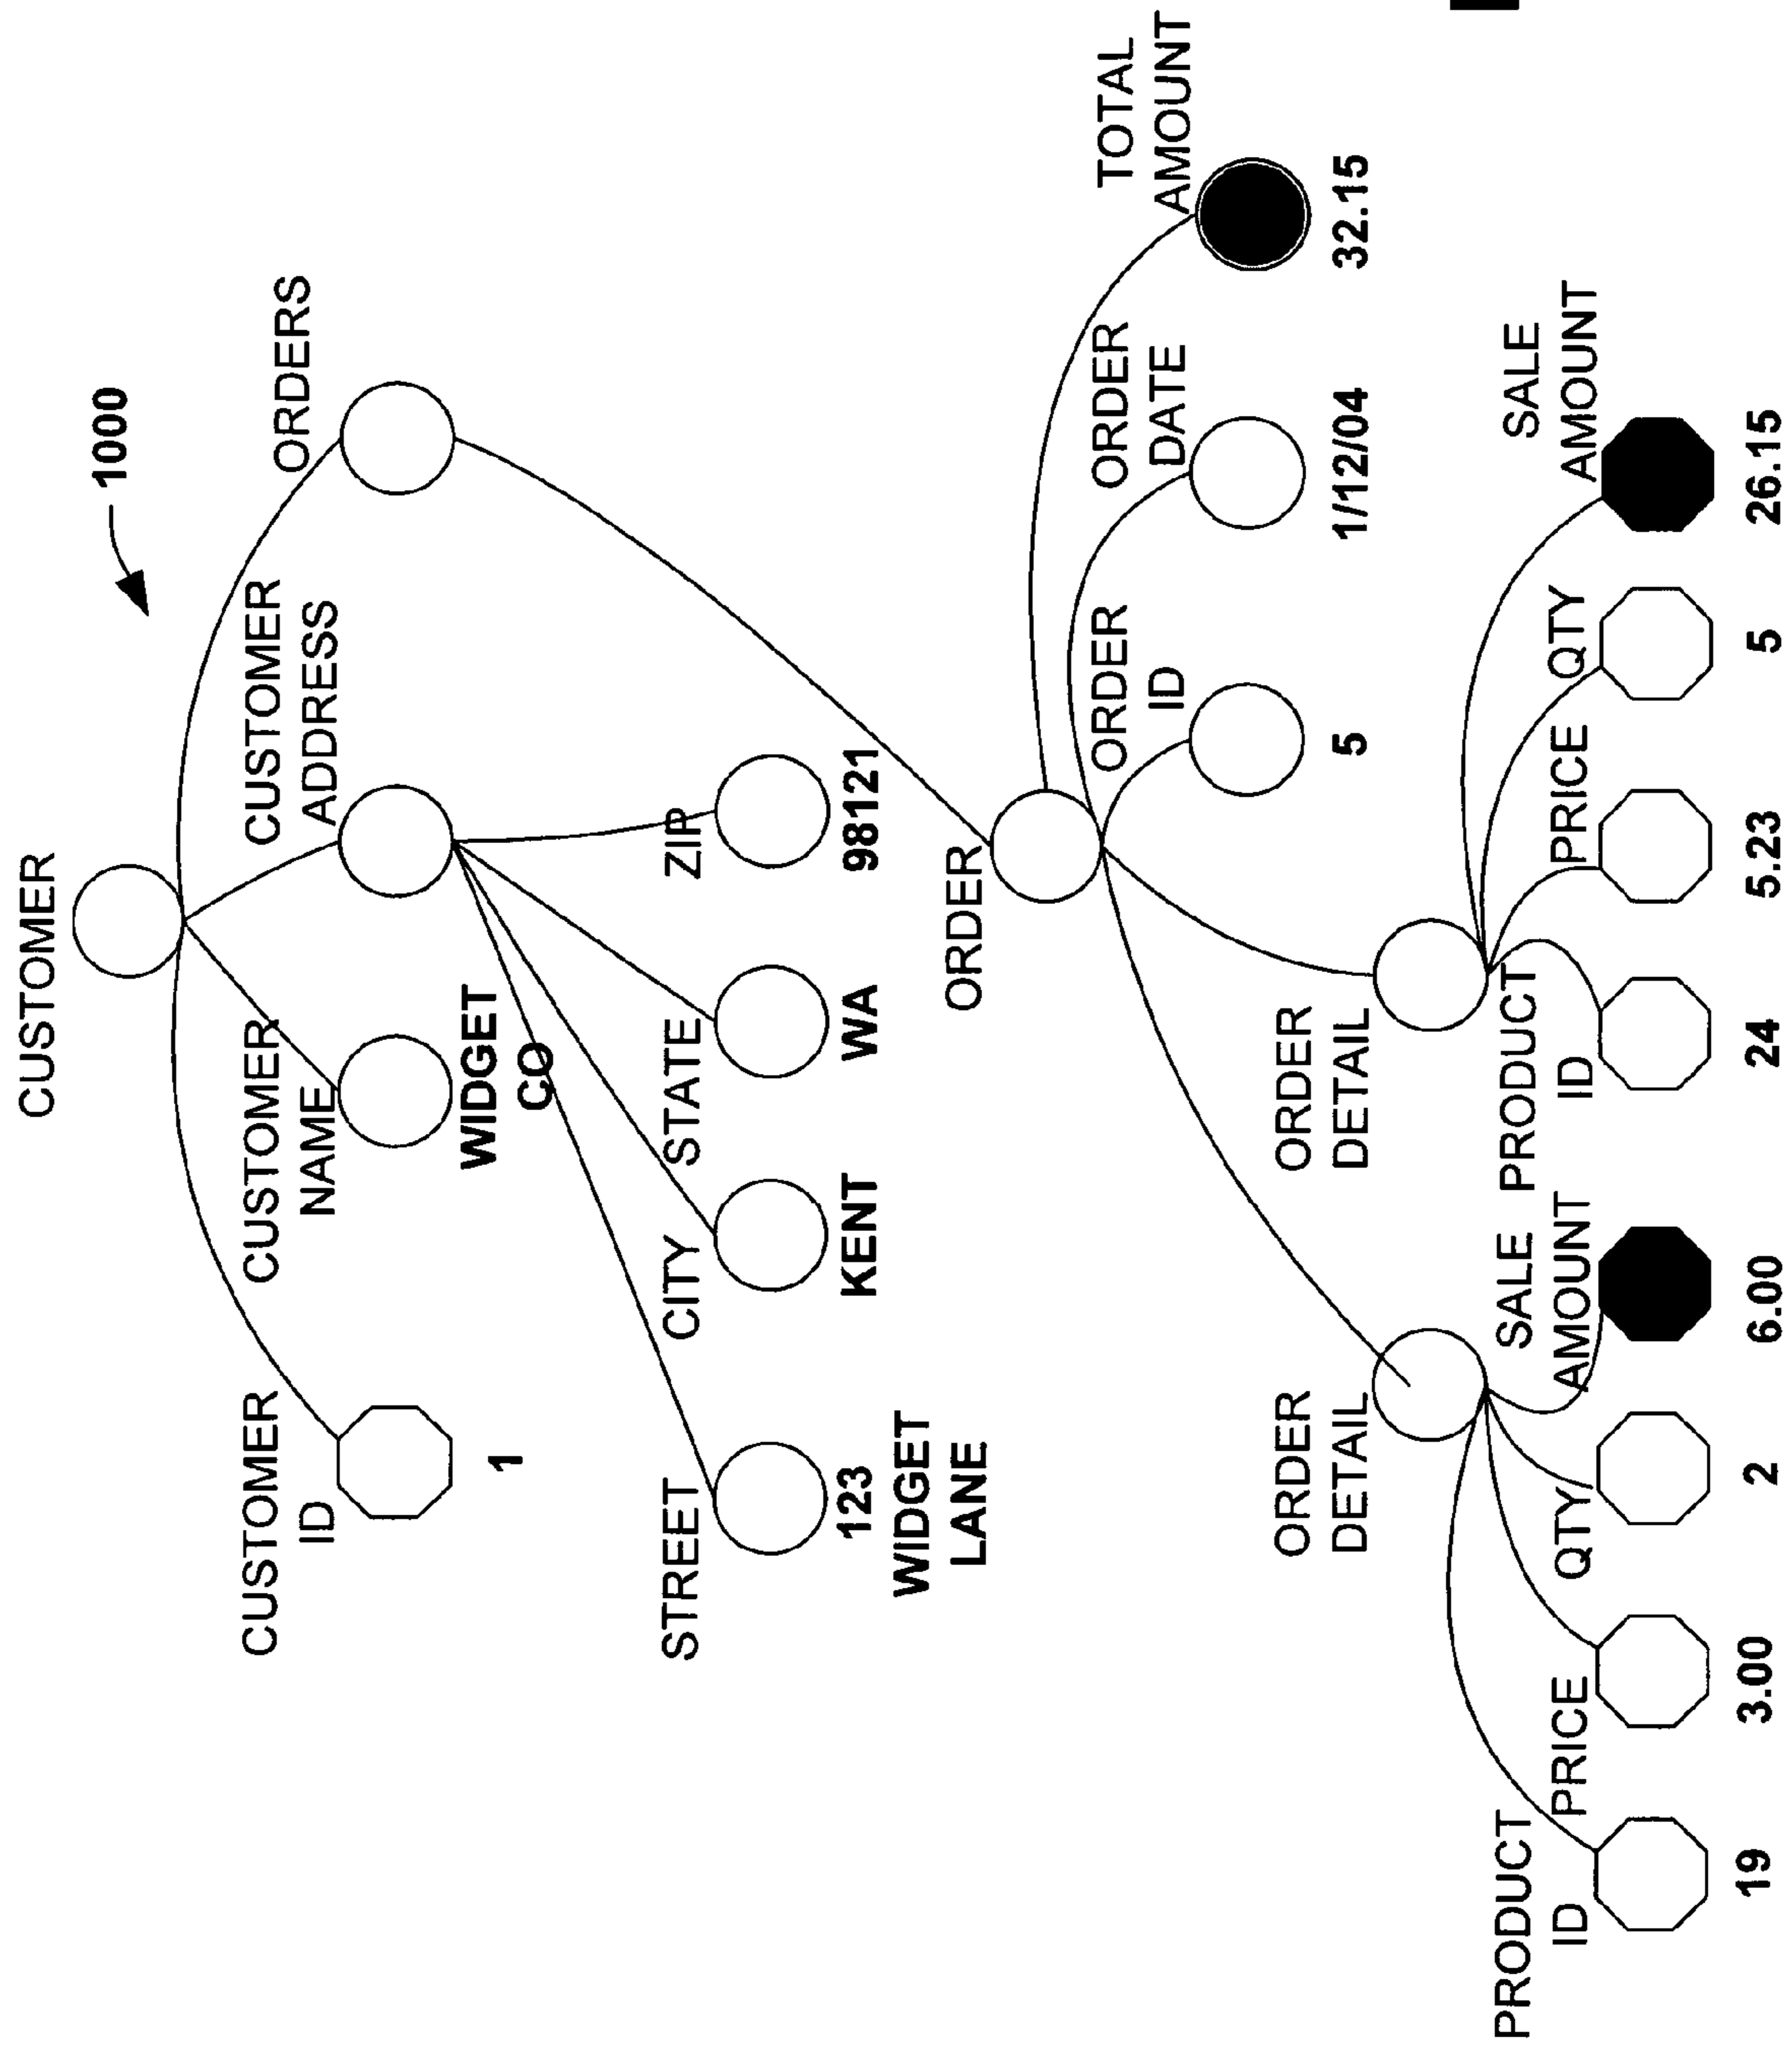 1000
CUSTOMER
CUSTOMER
ID
1
CUSTOMER
NAME
WIDGET
CO
CUSTOMER
ADDRESS
ORDERS
STREET
123
WIDGET
LANE
CITY
KENT
STATE
WA
ZIP
98121
ORDER
ORDER
DETAIL
ORDER
DETAIL
ORDER
ID
5
ORDER
DATE
1/12/04
TOTAL
AMOUNT
32.15
PRODUCT
ID
19
PRICE
3.00
QTY
2
SALE
AMOUNT
6.00
PRODUCT
ID
24
PRICE
5.23
QTY
5
SALE
AMOUNT
26.15